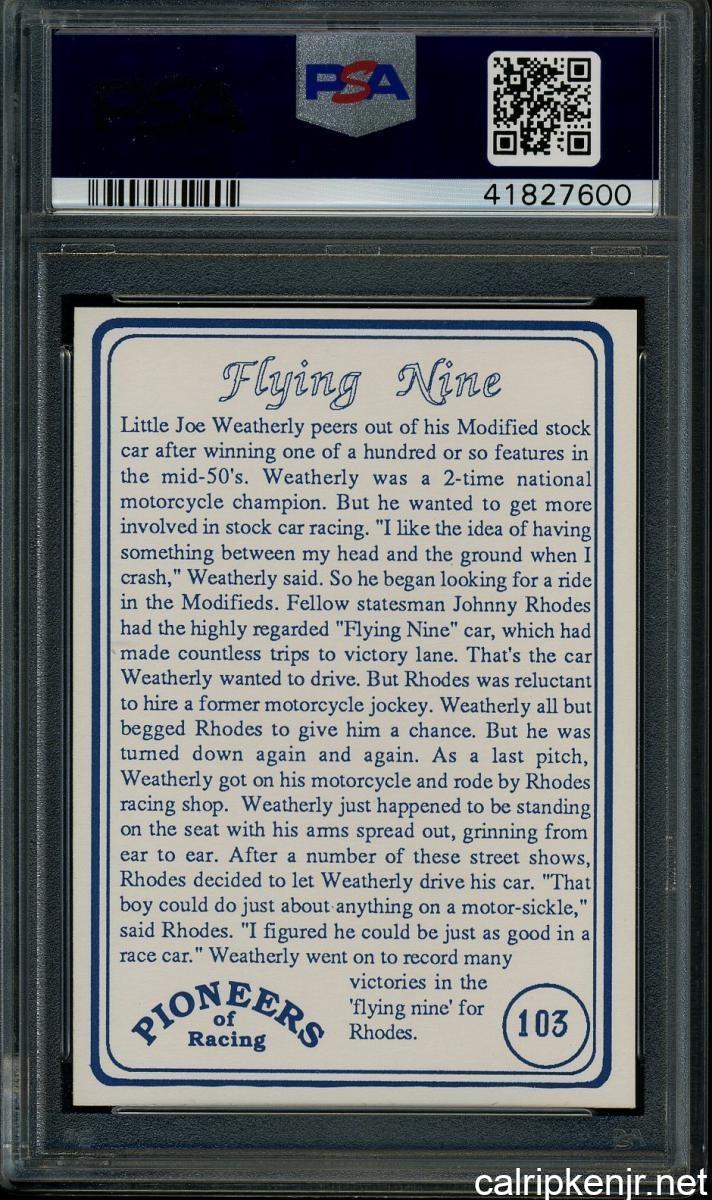 PSA
PSA
41827600
Flying Nine
Little Joe Weatherly peers out of his Modified stock
car after winning one of a hundred or so features in
the mid-50's. Weatherly was a 2-time national
motorcycle champion. But he wanted to get more
involved in stock car racing. "I like the idea of having
something between my head and the ground when I
crash," Weatherly said. So he began looking for a ride
in the Modifieds. Fellow statesman Johnny Rhodes
had the highly regarded "Flying Nine" car, which had
made countless trips to victory lane. That's the car
Weatherly wanted to drive. But Rhodes was reluctant
to hire a former motorcycle jockey. Weatherly all but
begged Rhodes to give him a chance. But he was
turned down again and again. As a last pitch,
Weatherly got on his motorcycle and rode by Rhodes
racing shop. Weatherly just happened to be standing
on the seat with his arms spread out, grinning from
ear to ear. After a number of these street shows,
Rhodes decided to let Weatherly drive his car. "That
boy could do just about anything on a motor-sickle,"
said Rhodes. "I figured he could be just as good in a
race car." Weatherly went on to record many
victories in the
'flying nine' for
Rhodes.
PIONEERS
of
Racing
103
calripkenjr.net